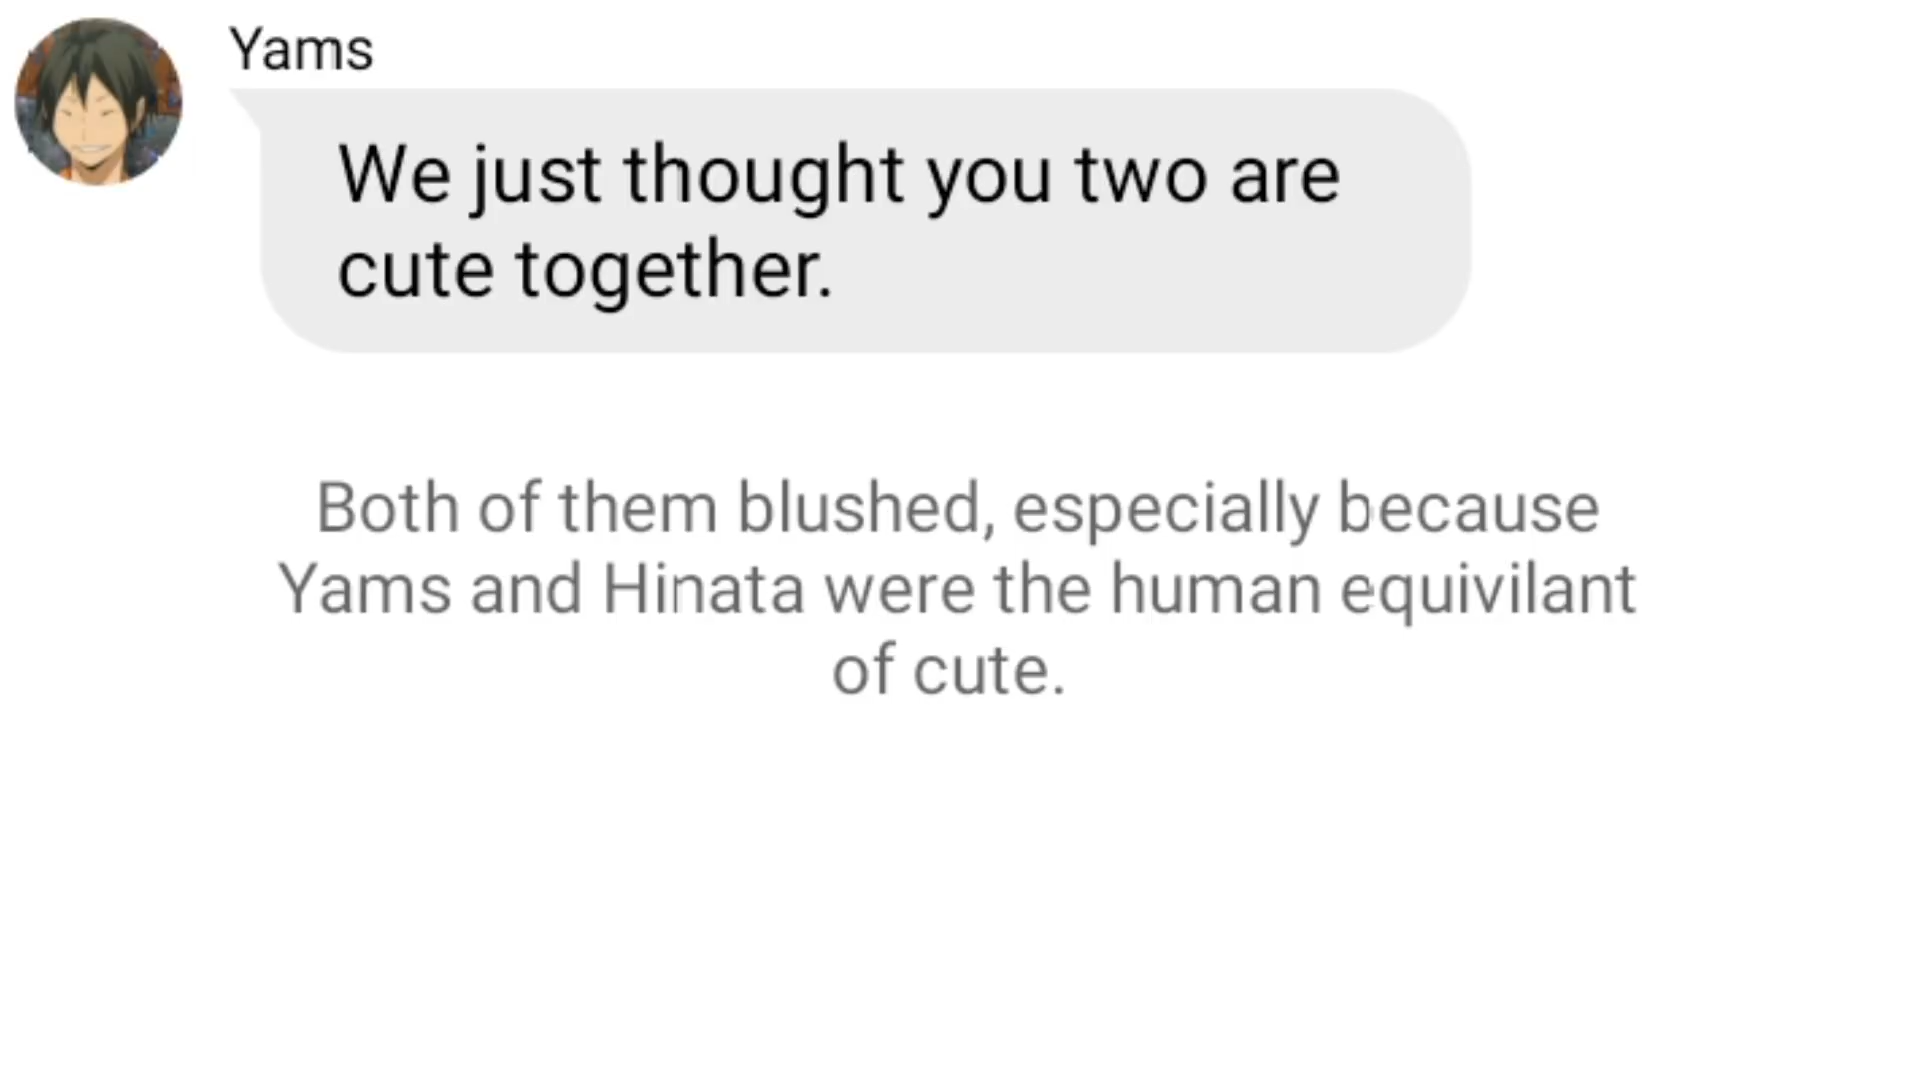 Yams
We just thought you two are
cute together.
Both of them blushed, especially because
Yams and Hinata were the human equivilant
of cute.